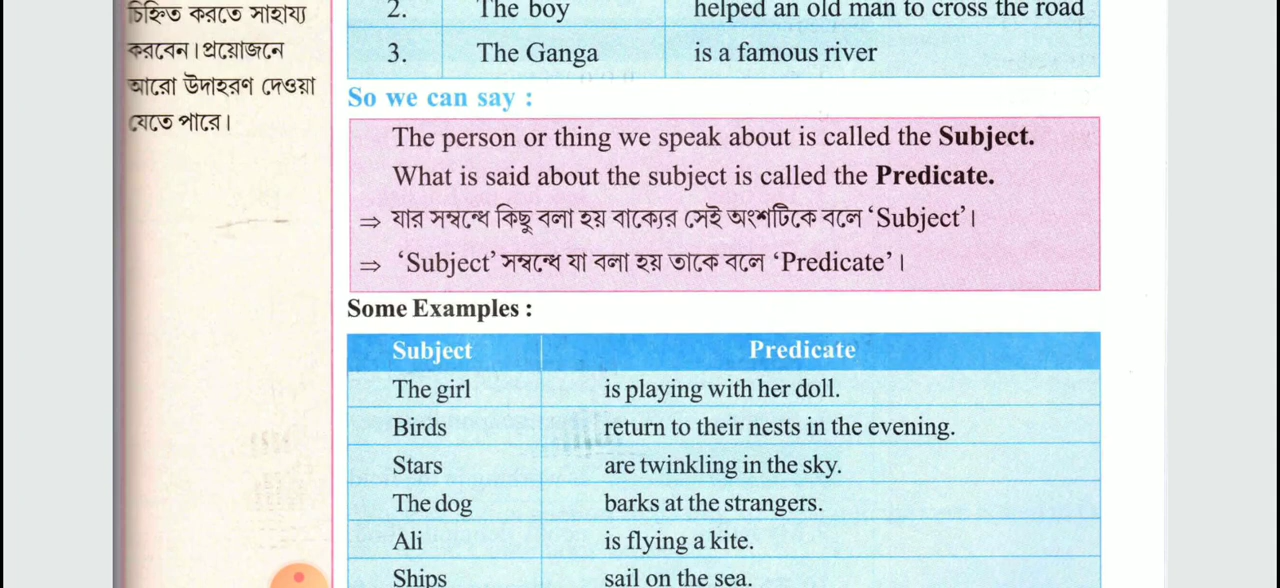 চিহ্নিত করতে সাহায্য
করবেন। প্রয়োজনে
আরো উদাহরণ দেওয়া
যেতে পারে।
2. The boy helped an old man to cross the road
3. The Ganga is a famous river
So we can say :
The person or thing we speak about is called the Subject.
What is said about the subject is called the Predicate.
⇒ যার সম্বন্ধে কিছু বলা হয় বাক্যের সেই অংশটিকে বলে ‘Subject’।
⇒ ‘Subject’ সম্বন্ধে যা বলা হয় তাকে বলে ‘Predicate’।
Some Examples :
Subject Predicate
The girl is playing with her doll.
Birds return to their nests in the evening.
Stars are twinkling in the sky.
The dog barks at the strangers.
Ali is flying a kite.
Ships sail on the sea.